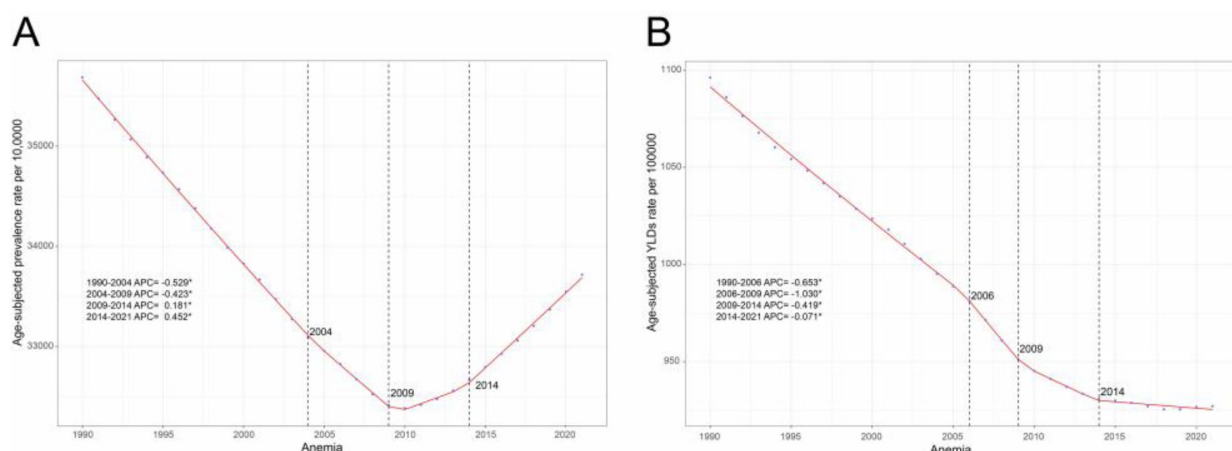 A
Age-subjected prevalence rate per 10,0000
35000
34000
33000
1990-2004 APC= -0.529*
2004-2009 APC= -0.423*
2009-2014 APC= 0.181*
2014-2021 APC= 0.452*
2004
2009
2014
1990 1995 2000 2005 2010 2015 2020
Anemia
B
Age-subjected YLDs rate per 100000
1100
1050
1000
950
1990-2006 APC= -0.653*
2006-2009 APC= -1.030*
2009-2014 APC= -0.419*
2014-2021 APC= -0.071*
2006
2009
2014
1990 1995 2000 2005 2010 2015 2020
Anemia